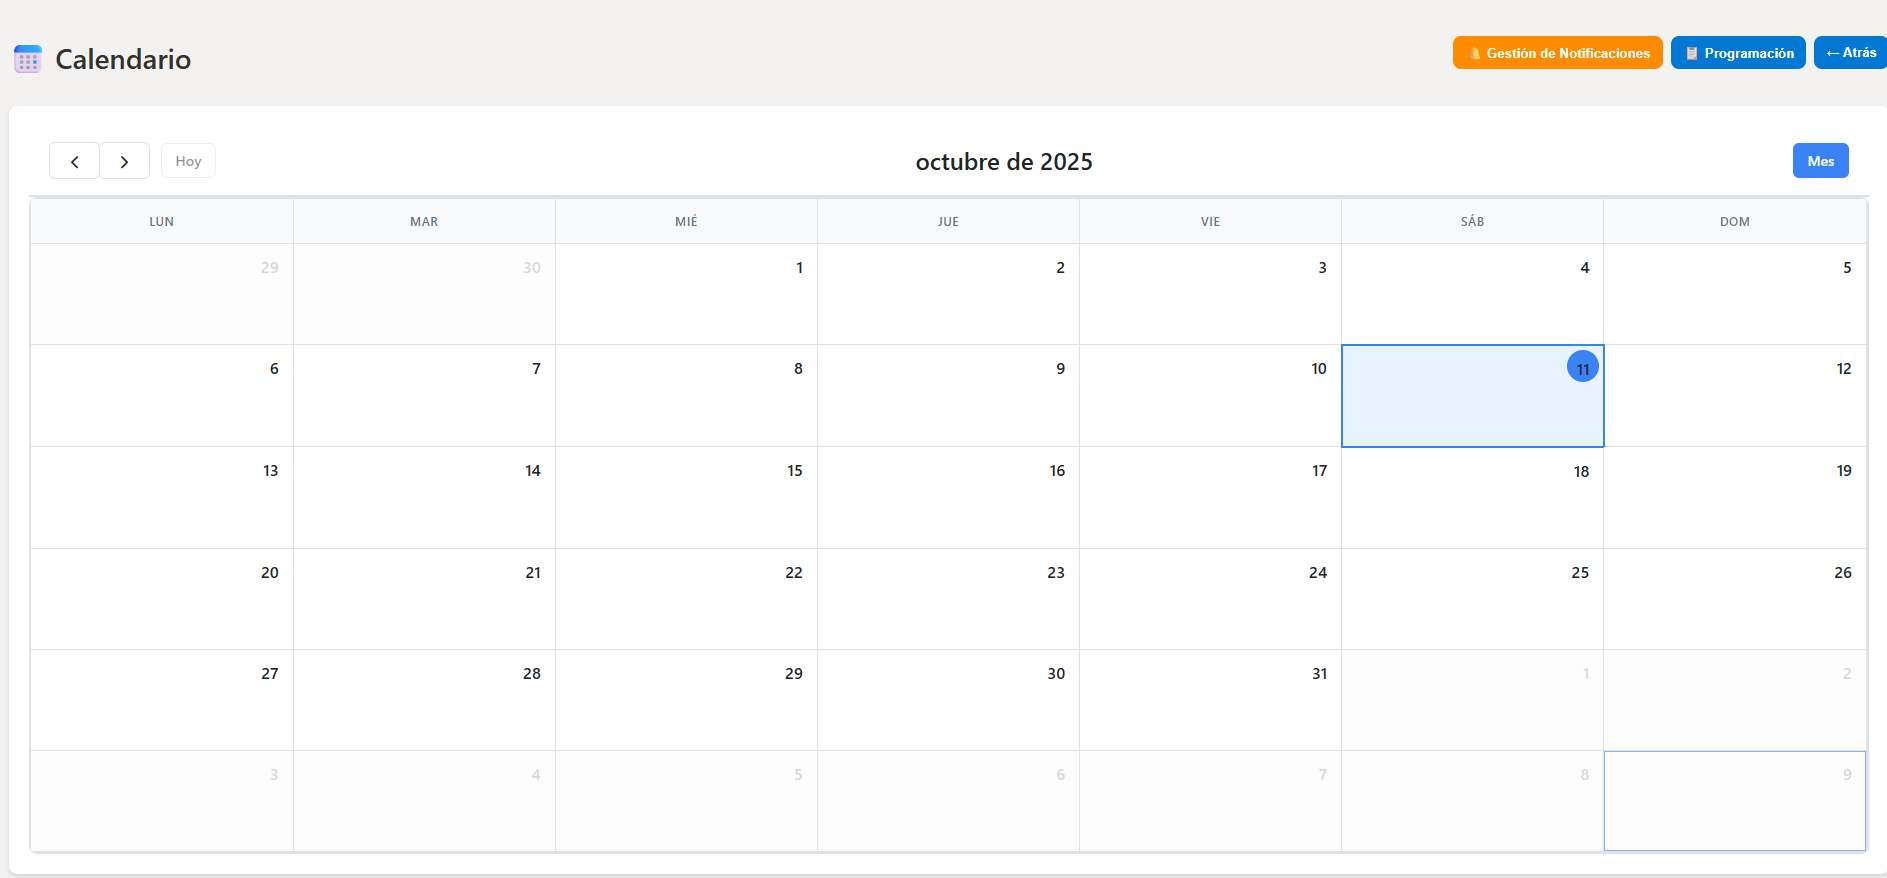 Calendario
Gestión de Notificaciones
Programación
← Atrás
Hoy
octubre de 2025
Mes
LUN MAR MIÉ JUE VIE SÁB DOM
29 30 1 2 3 4 5
6 7 8 9 10 11 12
13 14 15 16 17 18 19
20 21 22 23 24 25 26
27 28 29 30 31 1 2
3 4 5 6 7 8 9